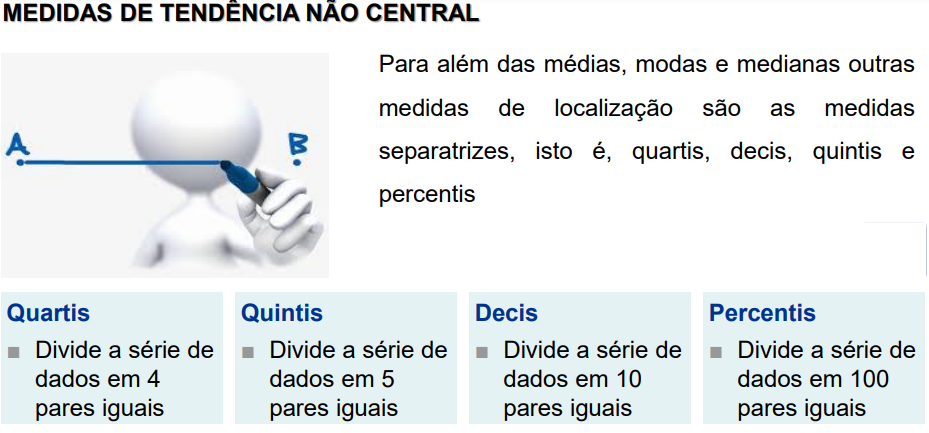 MEDIDAS DE TENDÊNCIA NÃO CENTRAL
Para além das médias, modas e medianas outras
medidas de localização são as medidas
separatrizes, isto é, quartis, decis, quintis e
percentis
A
B
Quartis
■ Divide a série de
dados em 4
pares iguais
Quintis
■ Divide a série de
dados em 5
pares iguais
Decis
■ Divide a série de
dados em 10
pares iguais
Percentis
■ Divide a série de
dados em 100
pares iguais